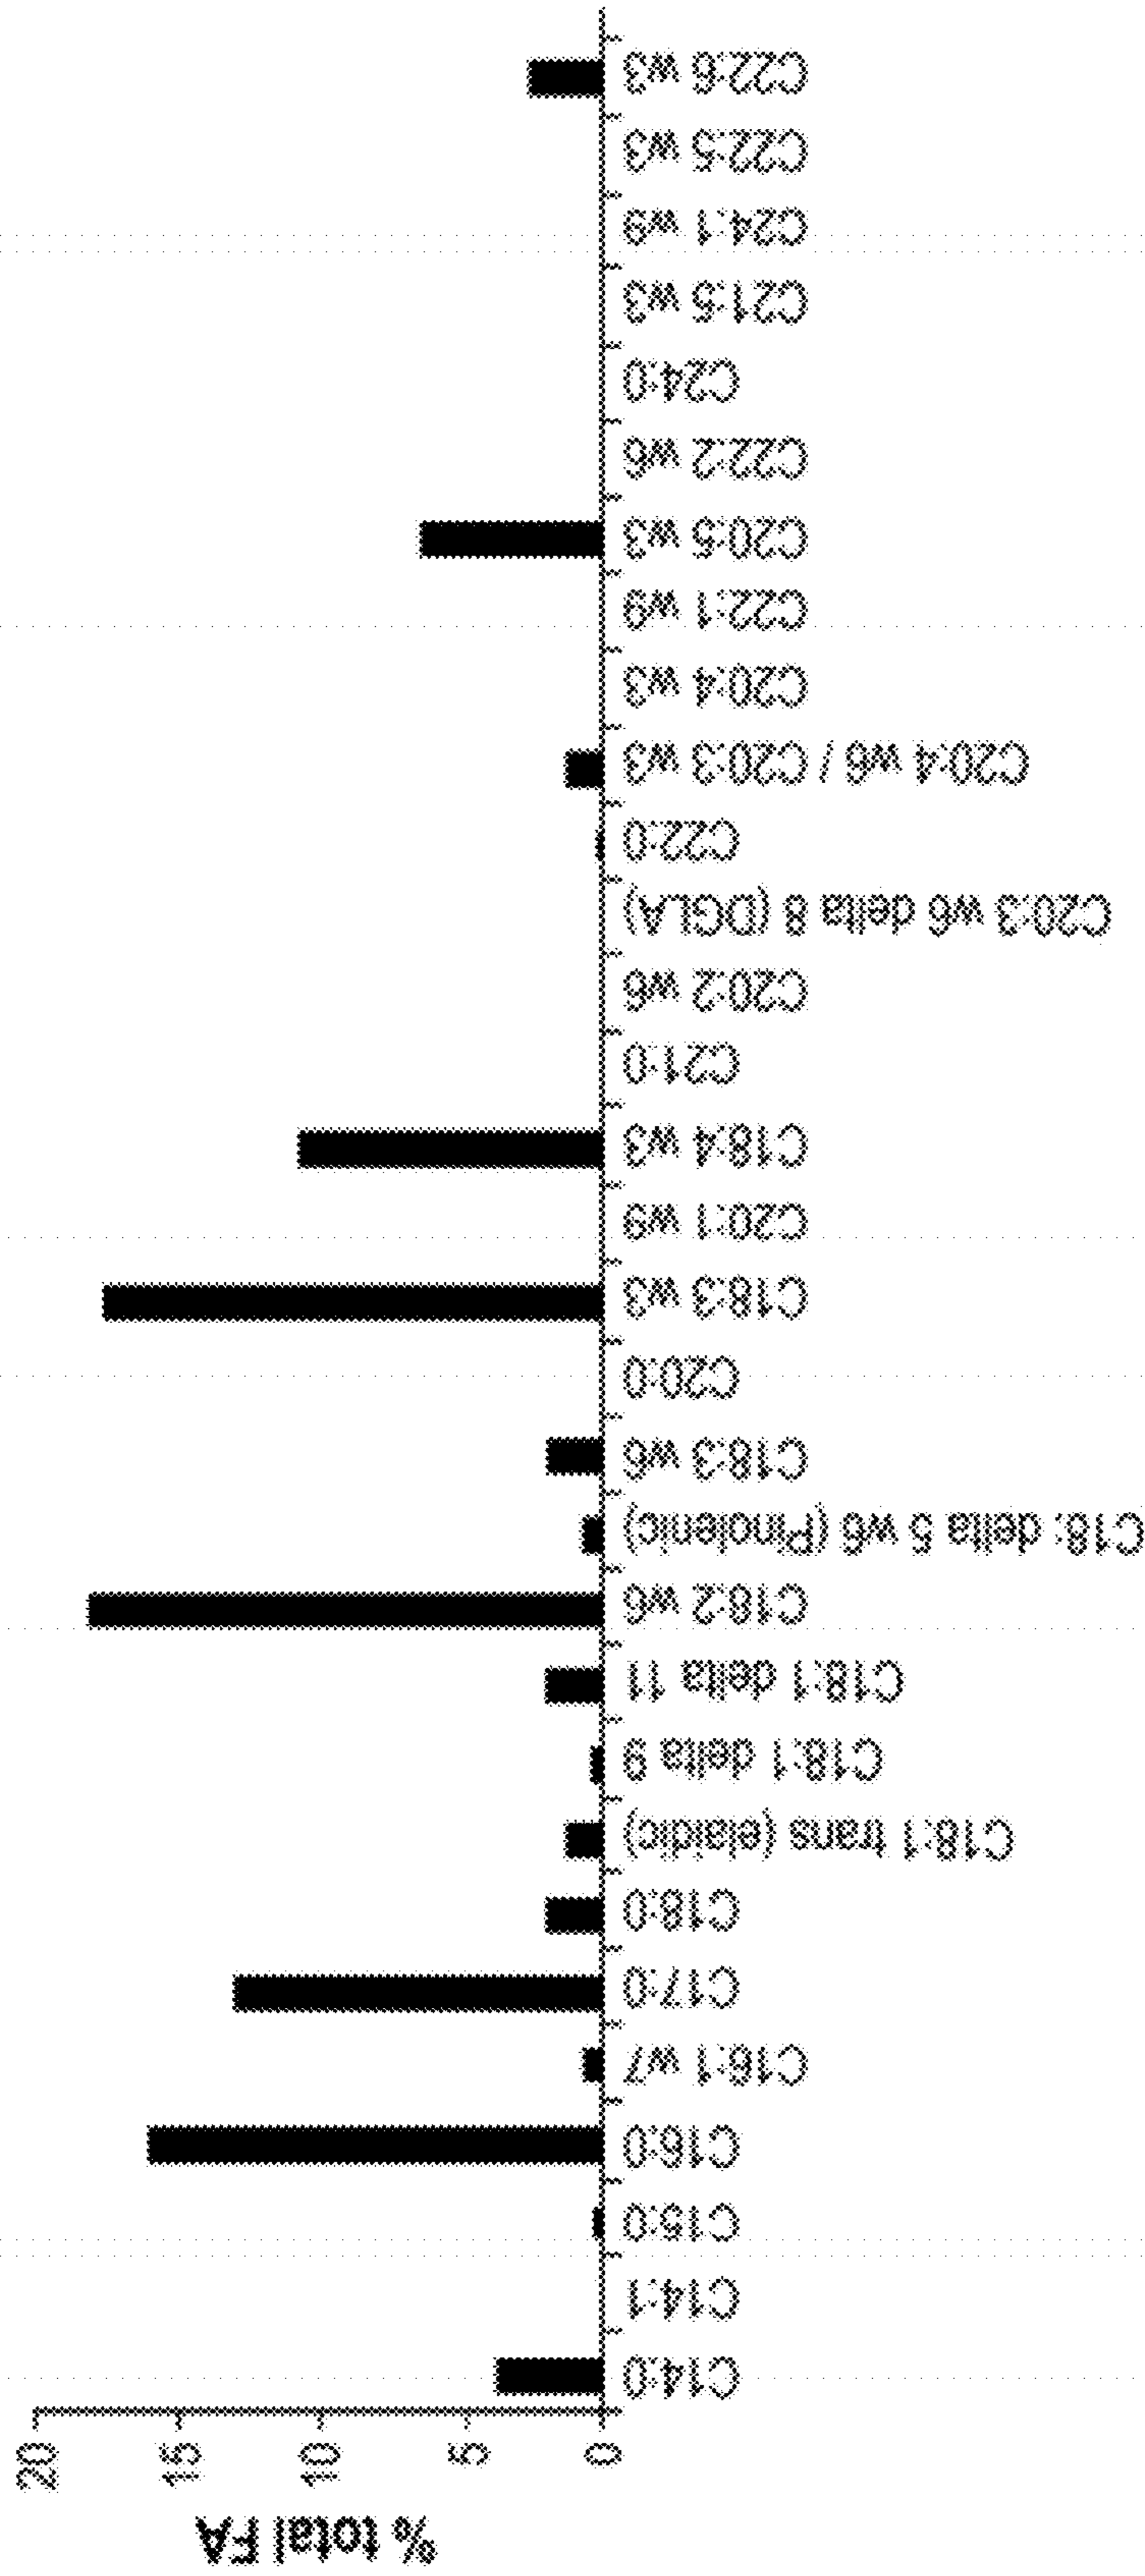 % total FA
20
15
10
5
0
C14:0
C14:1
C15:0
C16:0
C16:1 w7
C17:0
C18:0
C18:1 trans (elaidic)
C18:1 delta 9
C18:1 delta 11
C18:2 w6
C18: delta 5 w6 (Pinolenic)
C18:3 w6
C20:0
C18:3 w3
C20:1 w9
C18:4 w3
C21:0
C20:2 w6
C20:3 w6 delta 8 (DGLA)
C22:0
C20:4 w6 / C20:3 w3
C20:4 w3
C22:1 w9
C20:5 w3
C22:2 w6
C24:0
C21:5 w3
C24:1 w9
C22:5 w3
C22:6 w3